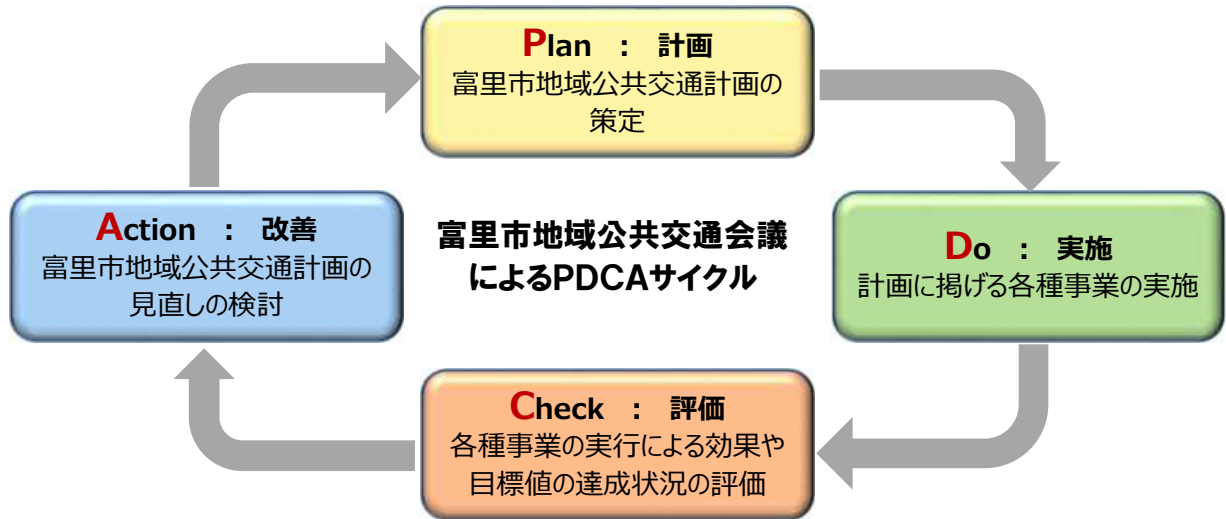 Plan : 計画
富里市地域公共交通計画の
策定
Action : 改善
富里市地域公共交通計画の
見直しの検討
富里市地域公共交通会議
によるPDCAサイクル
Do : 実施
計画に掲げる各種事業の実施
Check : 評価
各種事業の実行による効果や
目標値の達成状況の評価